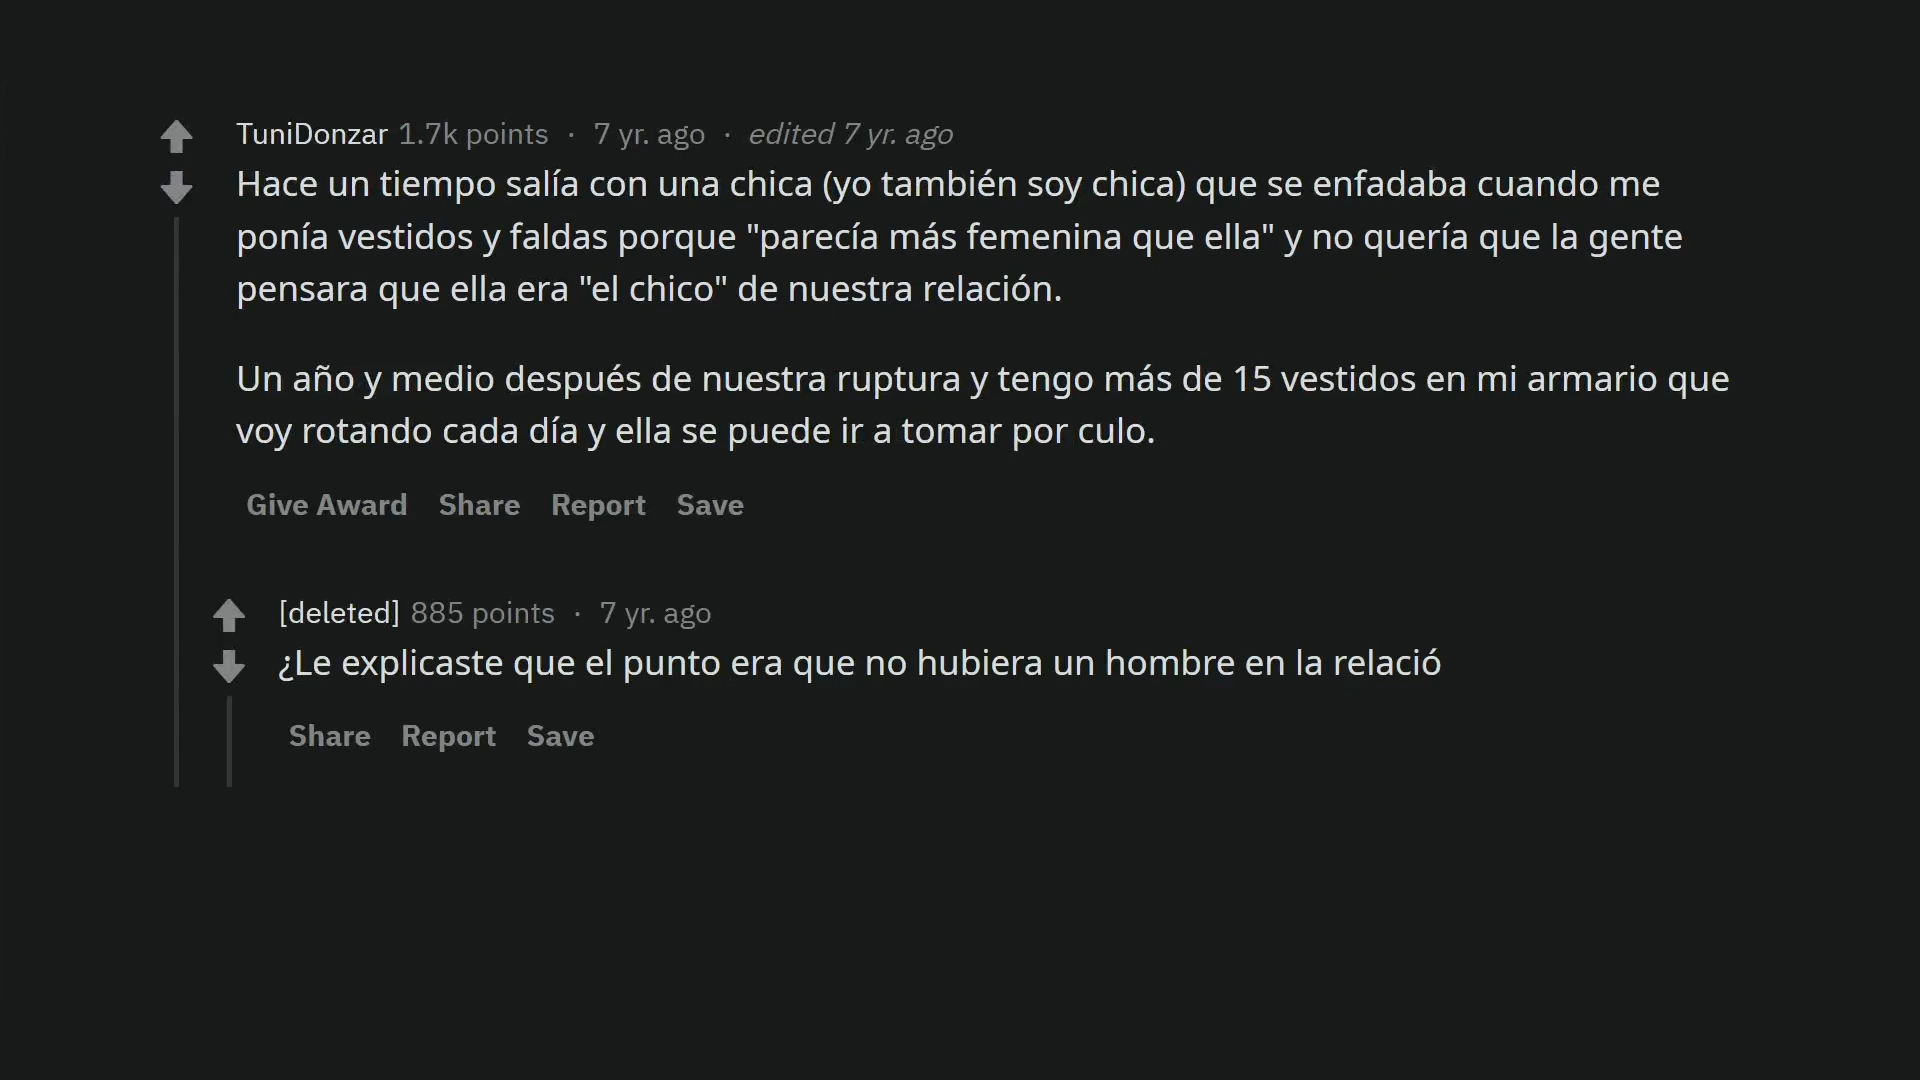 TuniDonzar 1.7k points · 7 yr. ago · edited 7 yr. ago
Hace un tiempo salía con una chica (yo también soy chica) que se enfadaba cuando me
ponía vestidos y faldas porque "parecía más femenina que ella" y no quería que la gente
pensara que ella era "el chico" de nuestra relación.
Un año y medio después de nuestra ruptura y tengo más de 15 vestidos en mi armario que
voy rotando cada día y ella se puede ir a tomar por culo.
Give Award Share Report Save
[deleted] 885 points · 7 yr. ago
¿Le explicaste que el punto era que no hubiera un hombre en la relació
Share Report Save